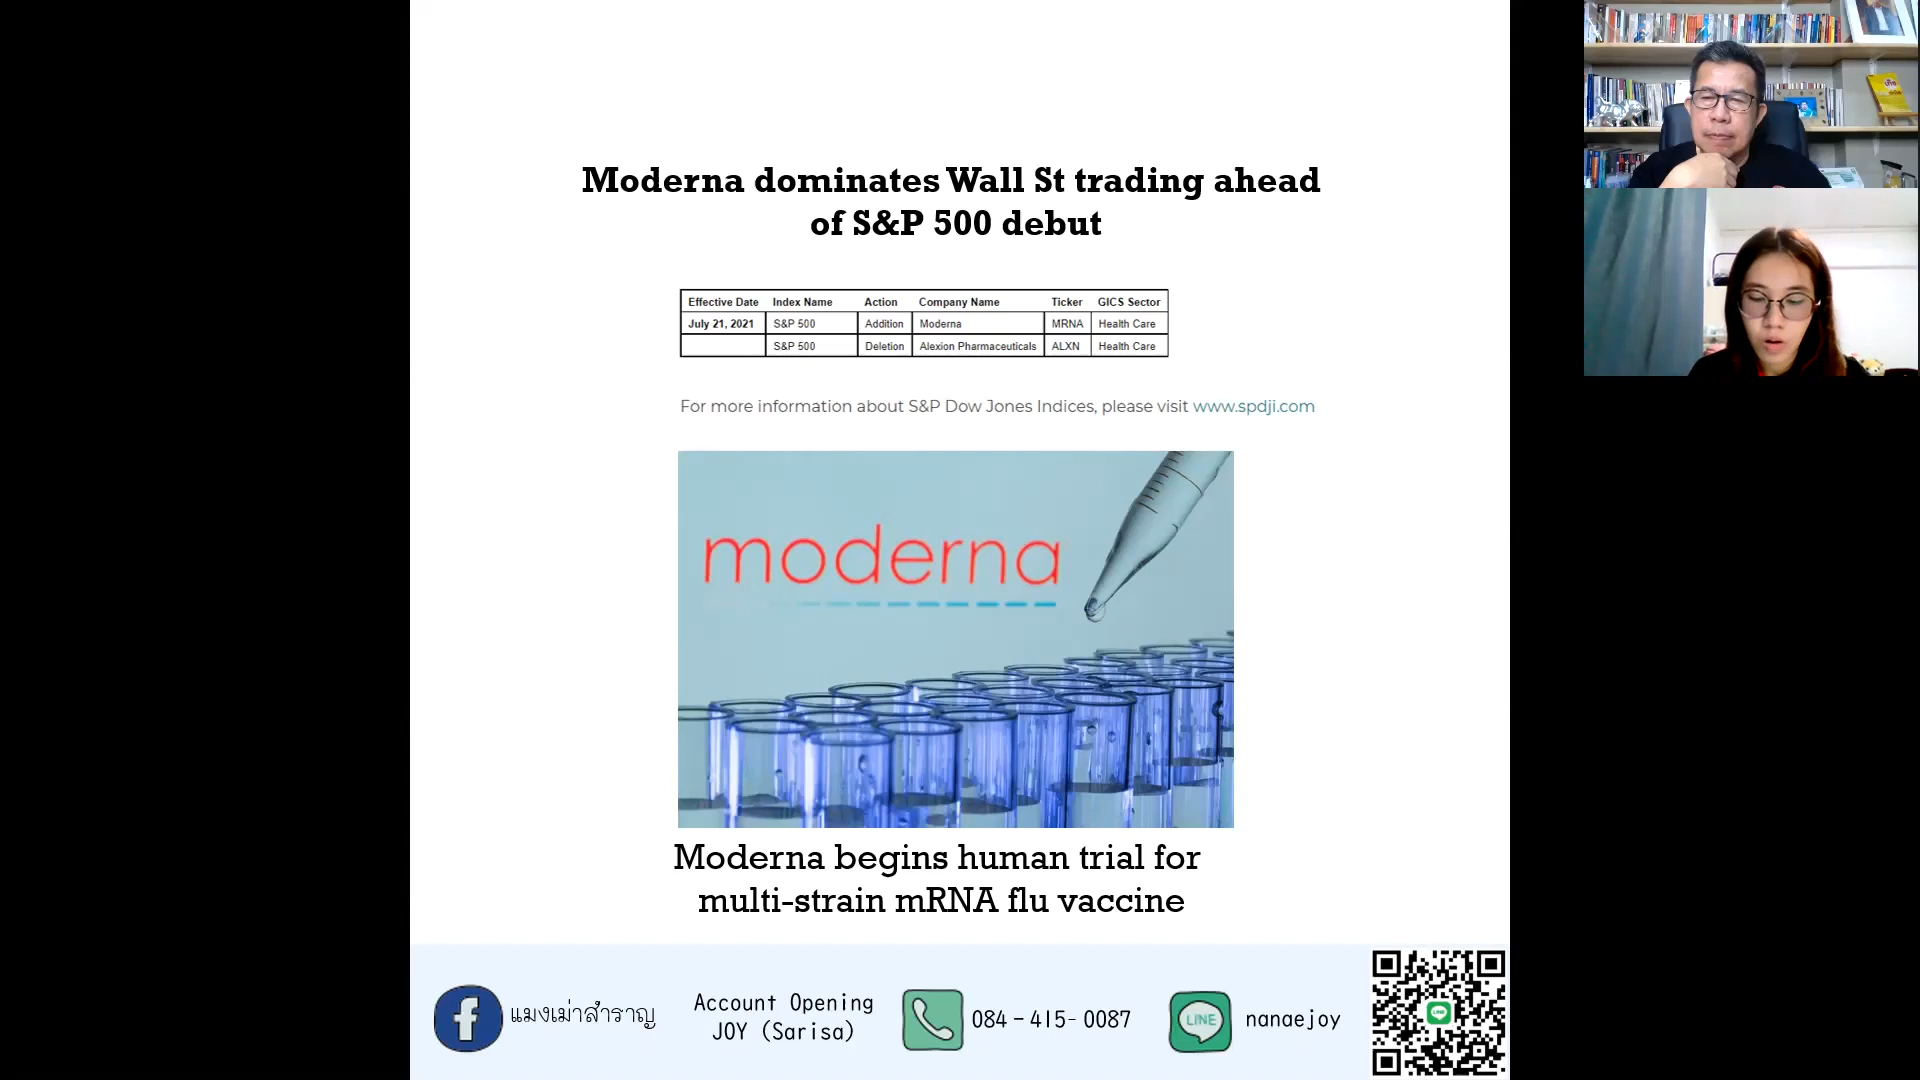 Moderna dominates Wall St trading ahead
of S&P 500 debut
Effective Date Index Name Action Company Name Ticker GICS Sector
July 21, 2021 S&P 500 Addition Moderna MRNA Health Care
S&P 500 Deletion Alexion Pharmaceuticals ALXN Health Care
For more information about S&P Dow Jones Indices, please visit www.spdji.com
moderna
Moderna begins human trial for
multi-strain mRNA flu vaccine
แมงเม่าสำราญ
Account Opening
JOY (Sarisa)
084-415-0087
LINE
nanaejoy